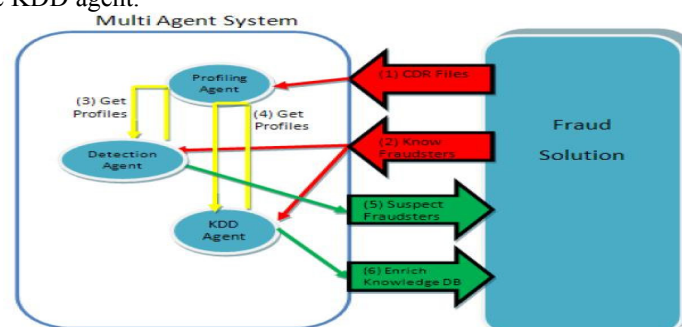 KDD agent.
Multi Agent System
Profiling
Agent
(1) CDR Files
(3) Get
Profiles
(4) Get
Profiles
(2) Know
Fraudsters
Fraud
Solution
Detection
Agent
(5) Suspect
Fraudsters
KDD
Agent
(6) Enrich
Knowledge DB